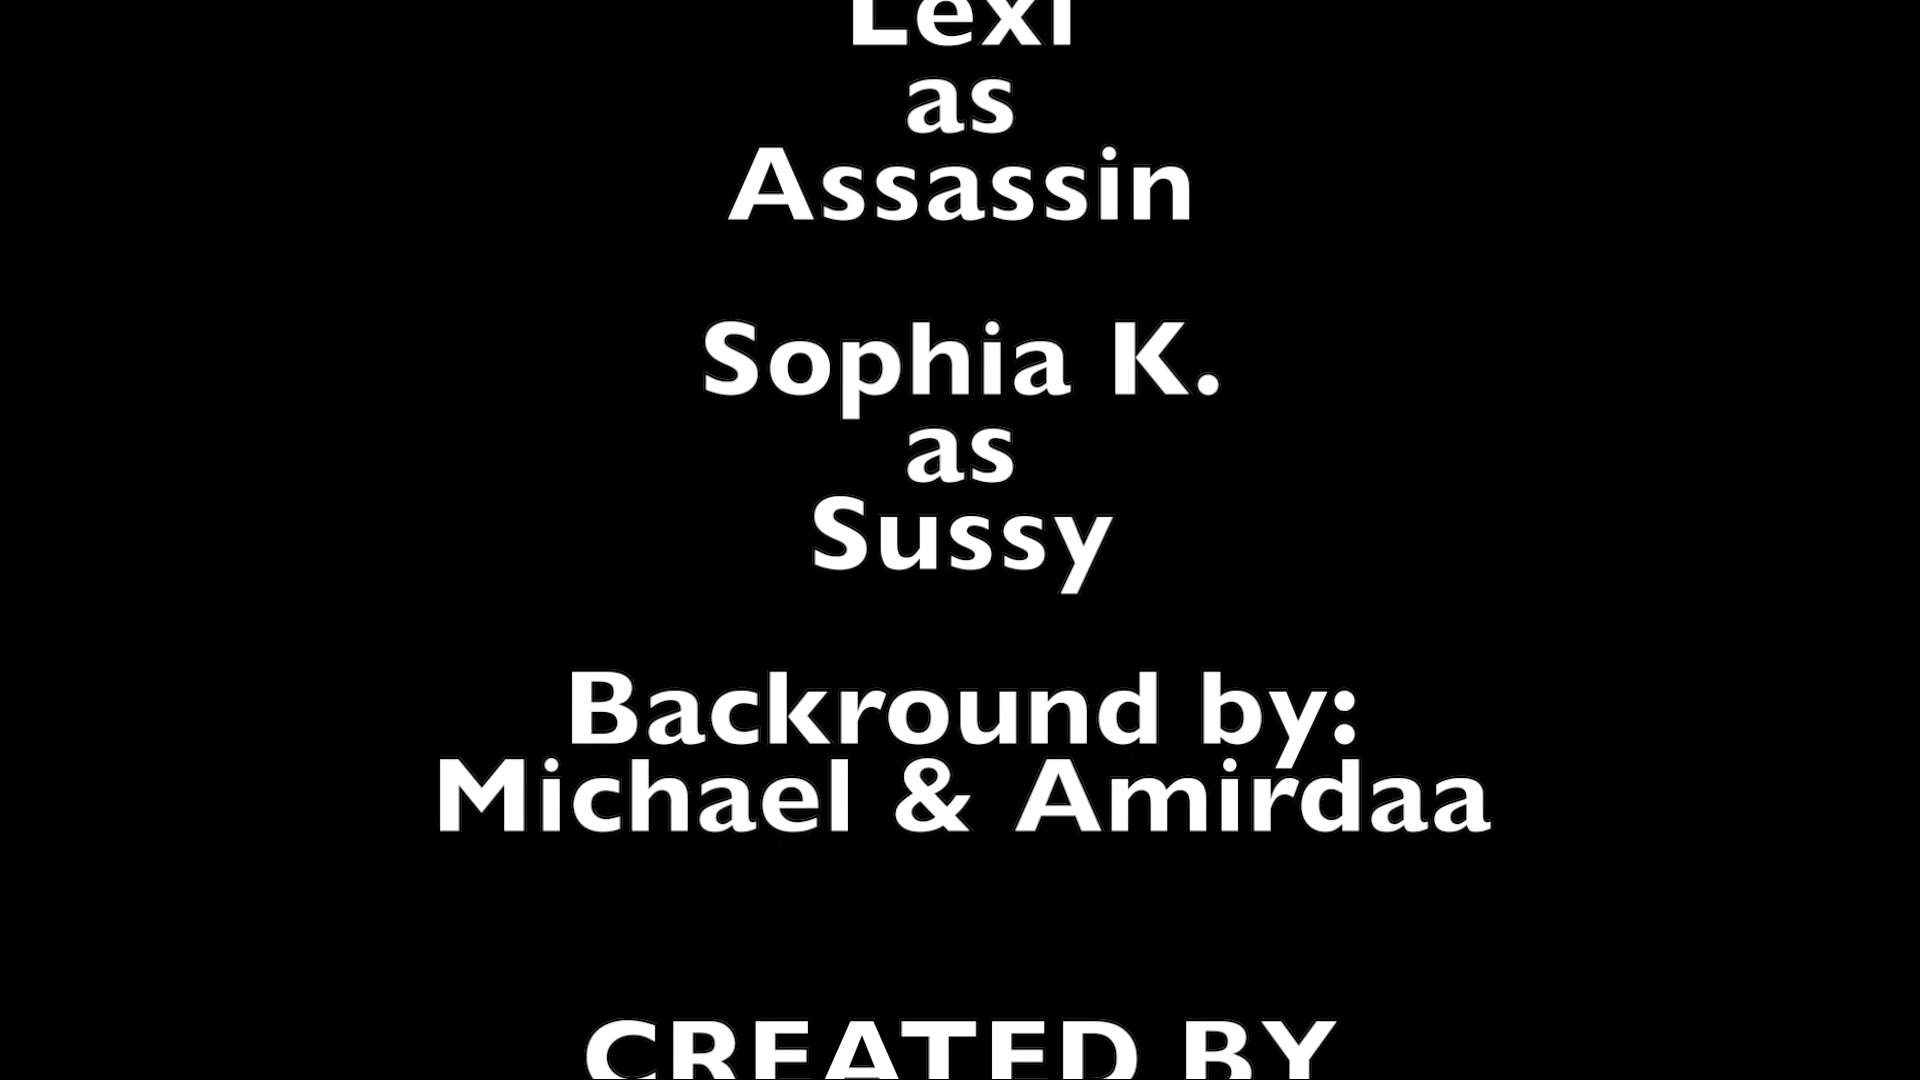 Lexi
as
Assassin
Sophia K.
as
Sussy
Backround by:
Michael & Amirdaa
CREATED BY